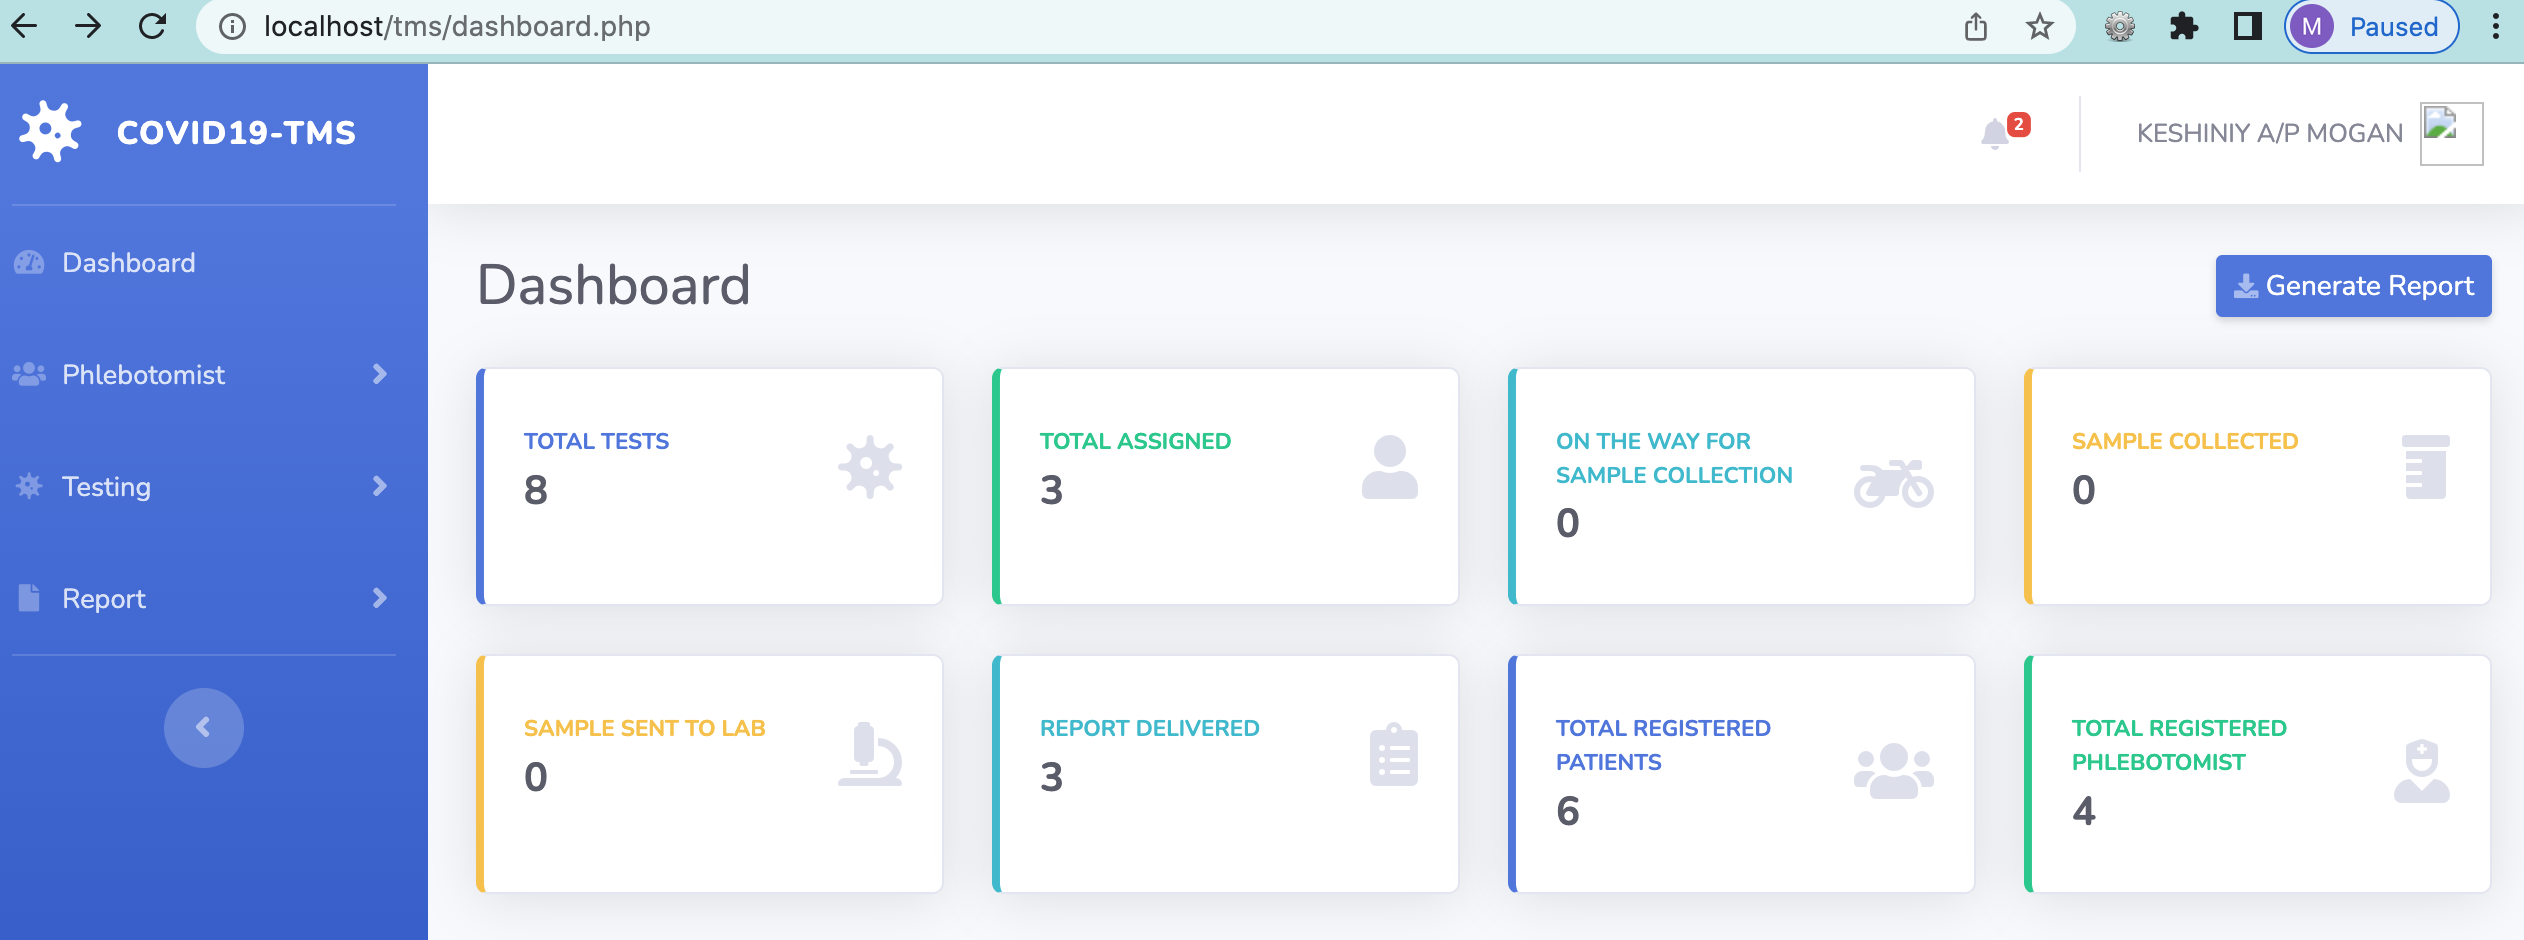 localhost/tms/dashboard.php
M Paused
COVID19-TMS
2
KESHINIY A/P MOGAN
Dashboard
Phlebotomist
Testing
Report
Dashboard
Generate Report
TOTAL TESTS
8
TOTAL ASSIGNED
3
ON THE WAY FOR
SAMPLE COLLECTION
0
SAMPLE COLLECTED
0
SAMPLE SENT TO LAB
0
REPORT DELIVERED
3
TOTAL REGISTERED
PATIENTS
6
TOTAL REGISTERED
PHLEBOTOMIST
4